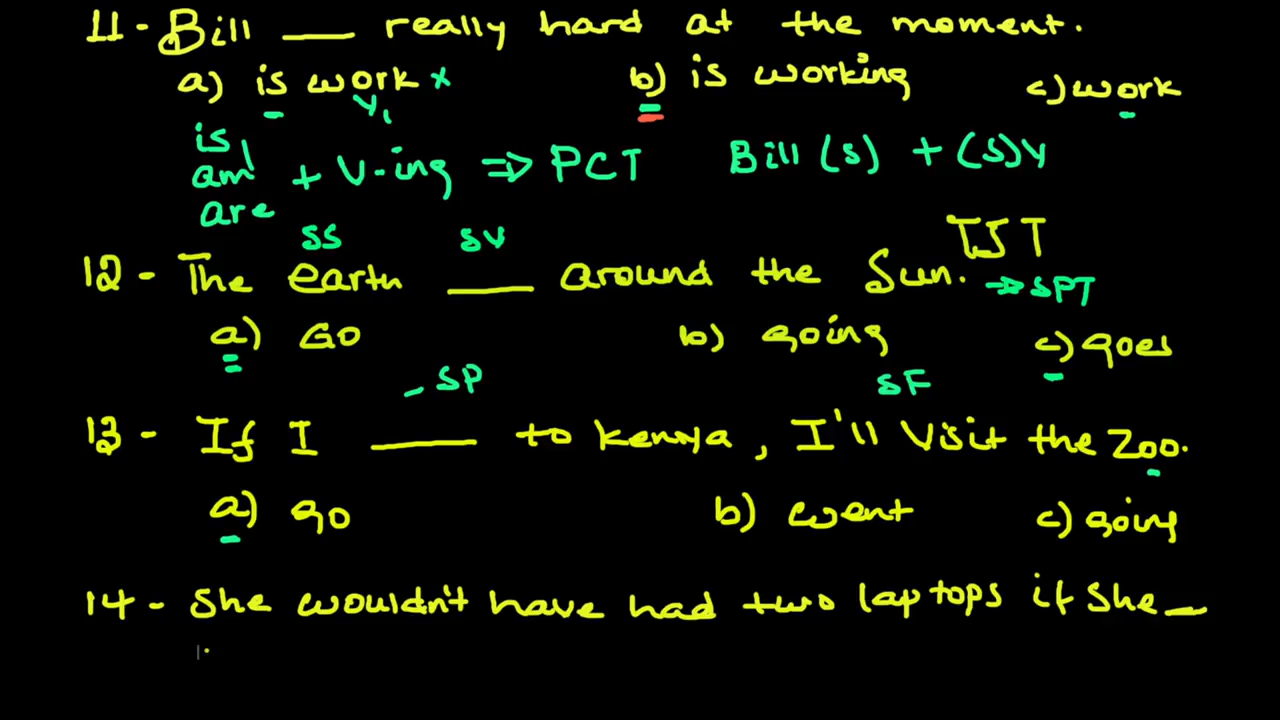 11- Bill ___ really hard at the moment.
a) is work x b) is working c) work
V1
is
am + V-ing => PCT Bill (s) + (s)V
are
SS SV TST
12 - The earth ___ around the Sun. → SPT
a) Go b) going c) goes
- SP SF
13 - If I ___ to Kenya, I'll visit the Zoo.
a) go b) went c) going
14 - She wouldn't have had two laptops if She _